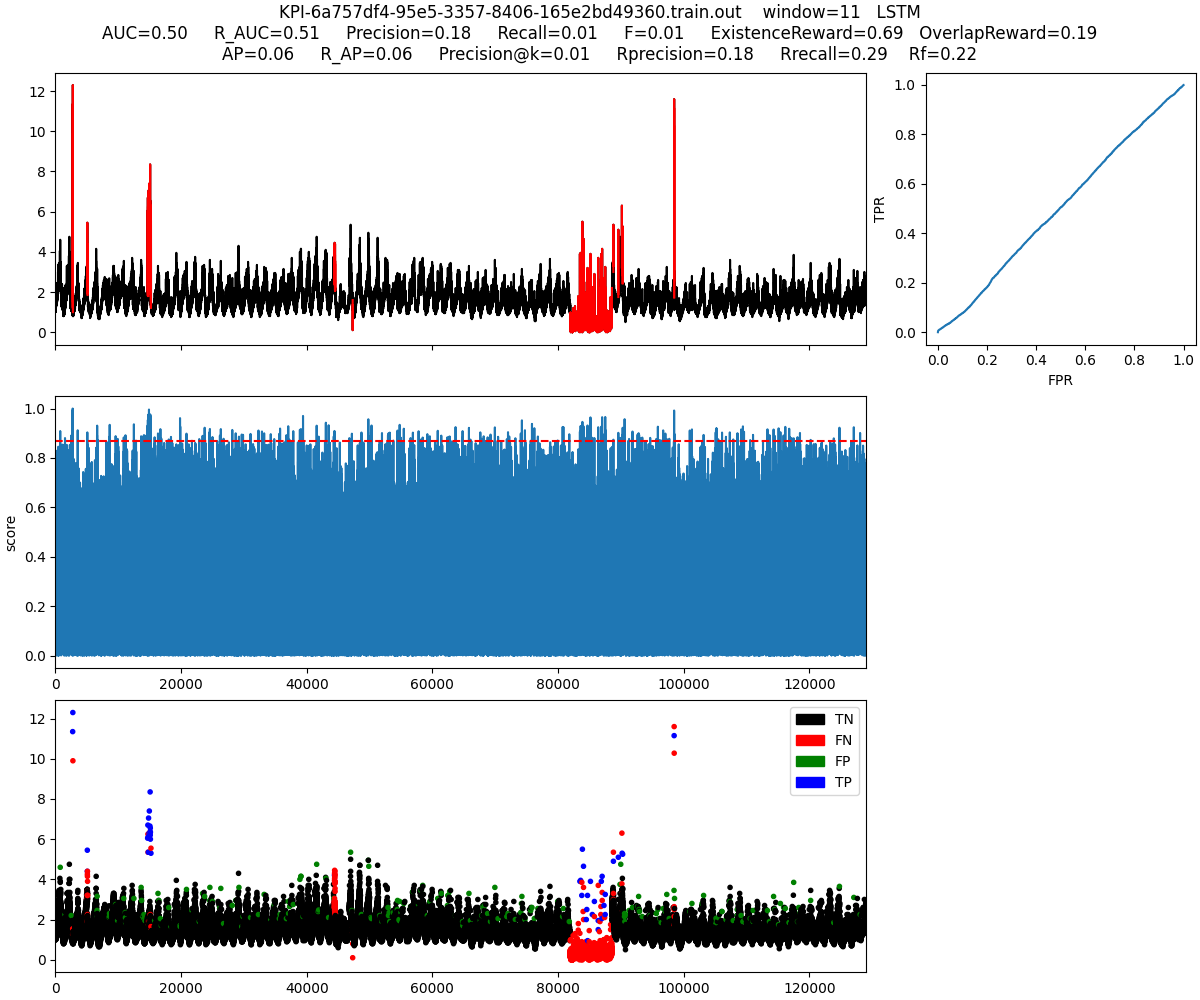 KPI-6a757df4-95e5-3357-8406-165e2bd49360.train.out    window=11   LSTM
AUC=0.50     R_AUC=0.51     Precision=0.18     Recall=0.01     F=0.01     ExistenceReward=0.69   OverlapReward=0.19
AP=0.06     R_AP=0.06     Precision@k=0.01     Rprecision=0.18     Rrecall=0.29     Rf=0.22
12
10
8
6
4
2
0
1.0
0.8
0.6
0.4
0.2
0.0
TPR
0.0 0.2 0.4 0.6 0.8 1.0
FPR
1.0
0.8
0.6
0.4
0.2
0.0
score
0 20000 40000 60000 80000 100000 120000
12
10
8
6
4
2
0
TN
FN
FP
TP
0 20000 40000 60000 80000 100000 120000